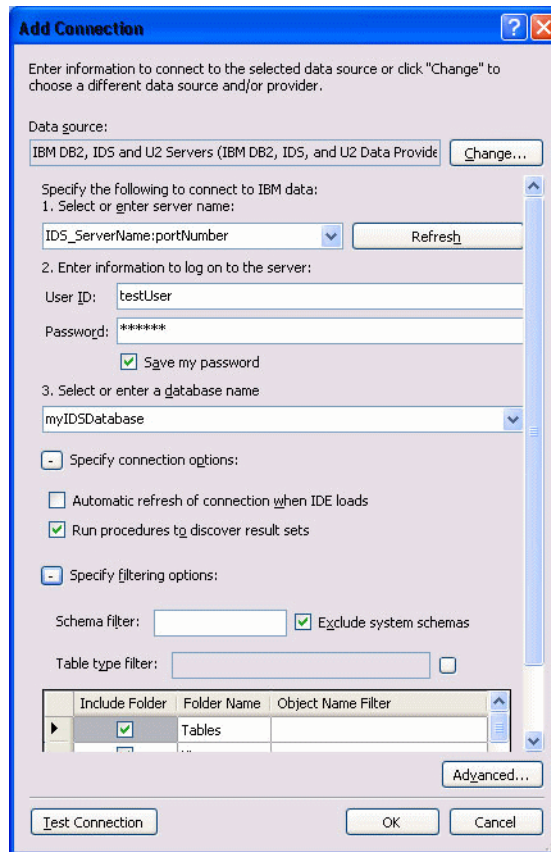 Add Connection
Enter information to connect to the selected data source or click "Change" to
choose a different data source and/or provider.
Data source:
IBM DB2, IDS and U2 Servers (IBM DB2, IDS, and U2 Data Provide
Change...
Specify the following to connect to IBM data:
1. Select or enter server name:
IDS_ServerName:portNumber
Refresh
2. Enter information to log on to the server:
User ID: testUser
Password: ******
Save my password
3. Select or enter a database name
myIDSDatabase
- Specify connection options:
Automatic refresh of connection when IDE loads
Run procedures to discover result sets
- Specify filtering options:
Schema filter: Exclude system schemas
Table type filter:
Include Folder Folder Name Object Name Filter
Tables
Advanced...
Test Connection OK Cancel